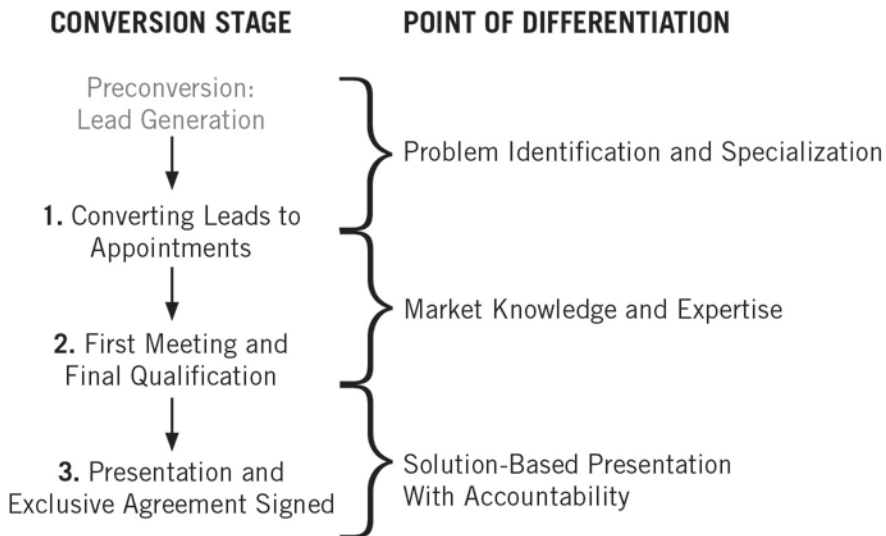 CONVERSION STAGE
POINT OF DIFFERENTIATION
Preconversion:
Lead Generation
Problem Identification and Specialization
1. Converting Leads to
Appointments
Market Knowledge and Expertise
2. First Meeting and
Final Qualification
3. Presentation and
Exclusive Agreement Signed
Solution-Based Presentation
With Accountability